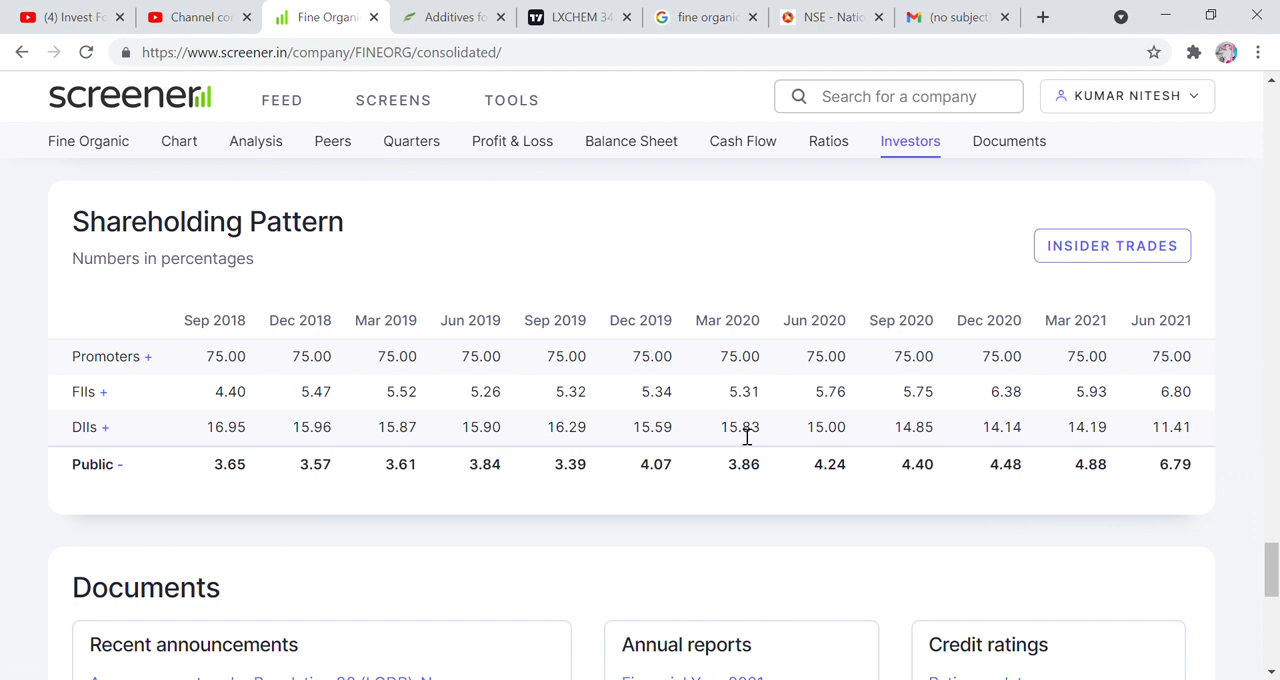 (4) Invest Fo
Channel co
Fine Organi
Additives fo
LXCHEM 34
fine organic
NSE - Natio
(no subject)
https://www.screener.in/company/FINEORG/consolidated/
screener
FEED
SCREENS
TOOLS
Search for a company
KUMAR NITESH
Fine Organic Chart Analysis Peers Quarters Profit & Loss Balance Sheet Cash Flow Ratios Investors Documents
Shareholding Pattern
Numbers in percentages
INSIDER TRADES
Sep 2018 Dec 2018 Mar 2019 Jun 2019 Sep 2019 Dec 2019 Mar 2020 Jun 2020 Sep 2020 Dec 2020 Mar 2021 Jun 2021
Promoters + 75.00 75.00 75.00 75.00 75.00 75.00 75.00 75.00 75.00 75.00 75.00 75.00
FIIs + 4.40 5.47 5.52 5.26 5.32 5.34 5.31 5.76 5.75 6.38 5.93 6.80
DIIs + 16.95 15.96 15.87 15.90 16.29 15.59 15.83 15.00 14.85 14.14 14.19 11.41
Public - 3.65 3.57 3.61 3.84 3.39 4.07 3.86 4.24 4.40 4.48 4.88 6.79
Documents
Recent announcements
Annual reports
Credit ratings